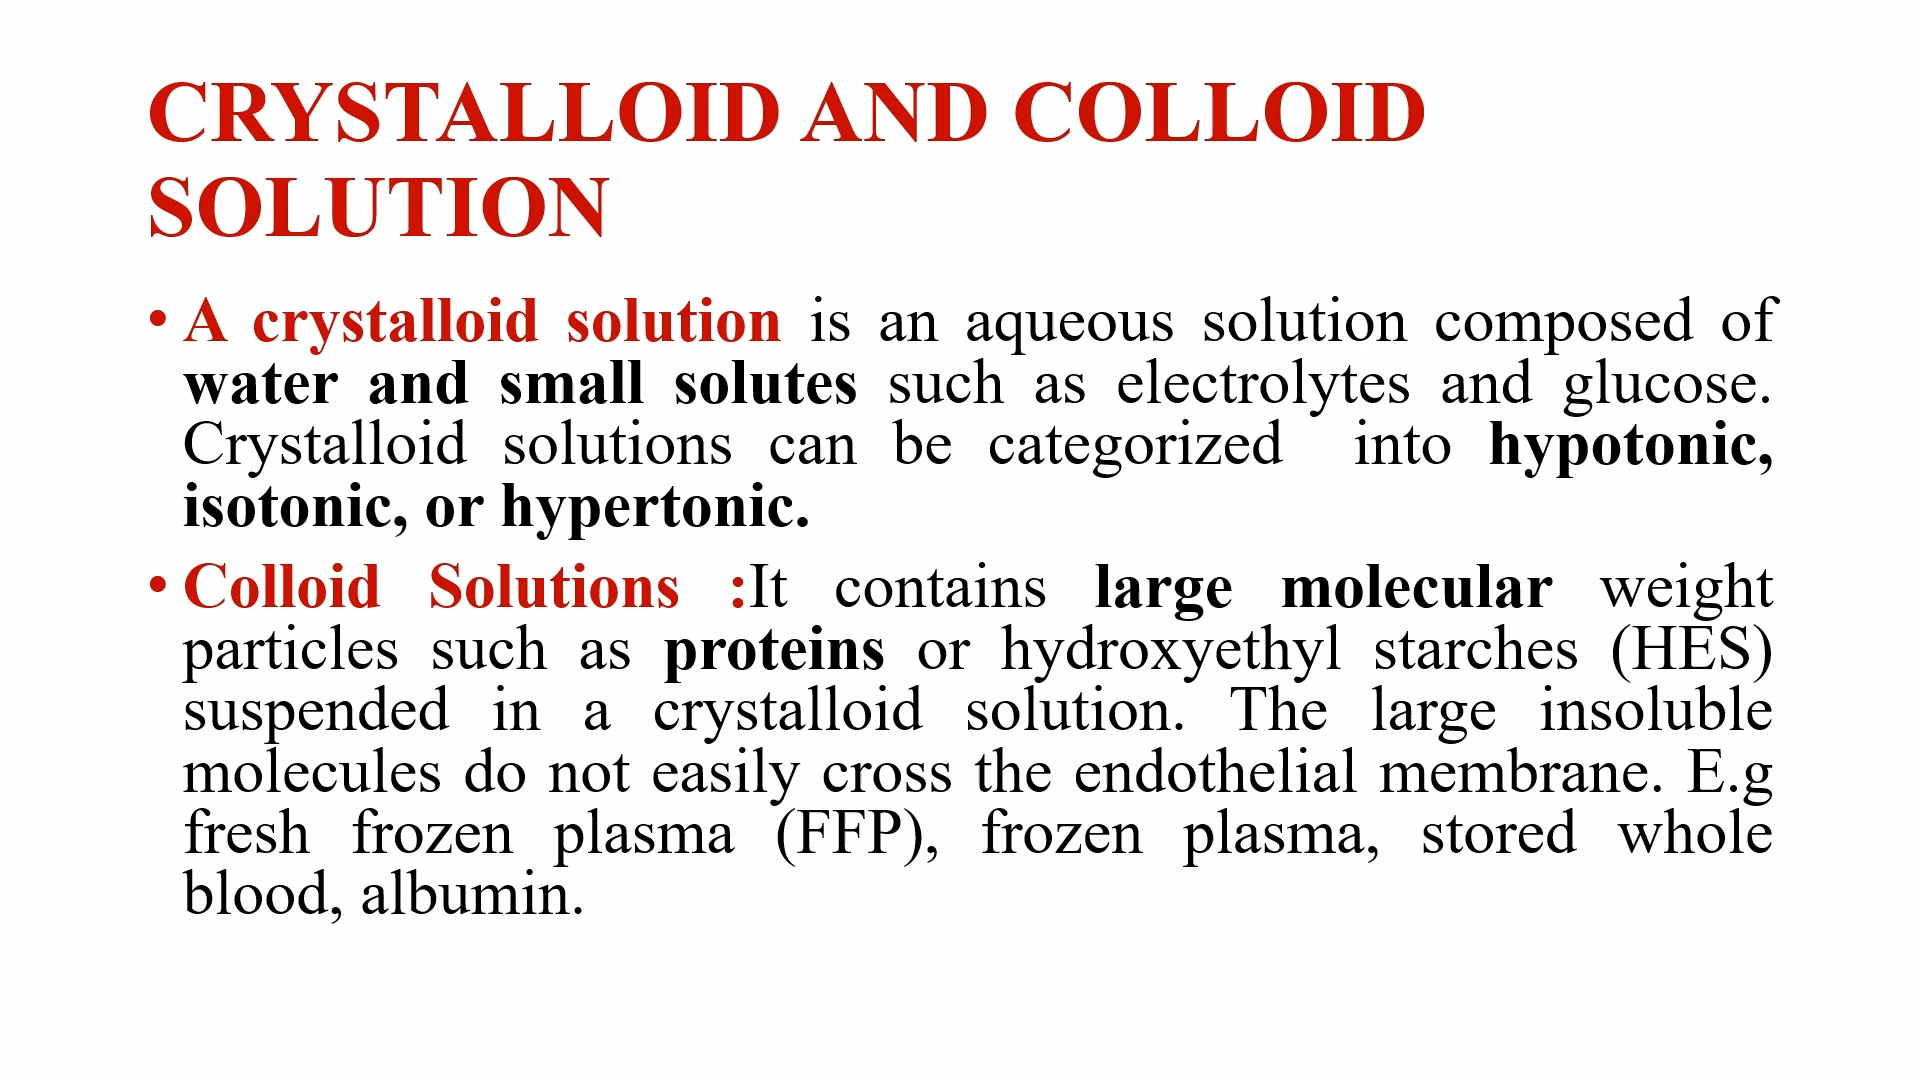 CRYSTALLOID AND COLLOID
SOLUTION
• A crystalloid solution is an aqueous solution composed of
water and small solutes such as electrolytes and glucose.
Crystalloid solutions can be categorized into hypotonic,
isotonic, or hypertonic.
• Colloid Solutions :It contains large molecular weight
particles such as proteins or hydroxyethyl starches (HES)
suspended in a crystalloid solution. The large insoluble
molecules do not easily cross the endothelial membrane. E.g
fresh frozen plasma (FFP), frozen plasma, stored whole
blood, albumin.